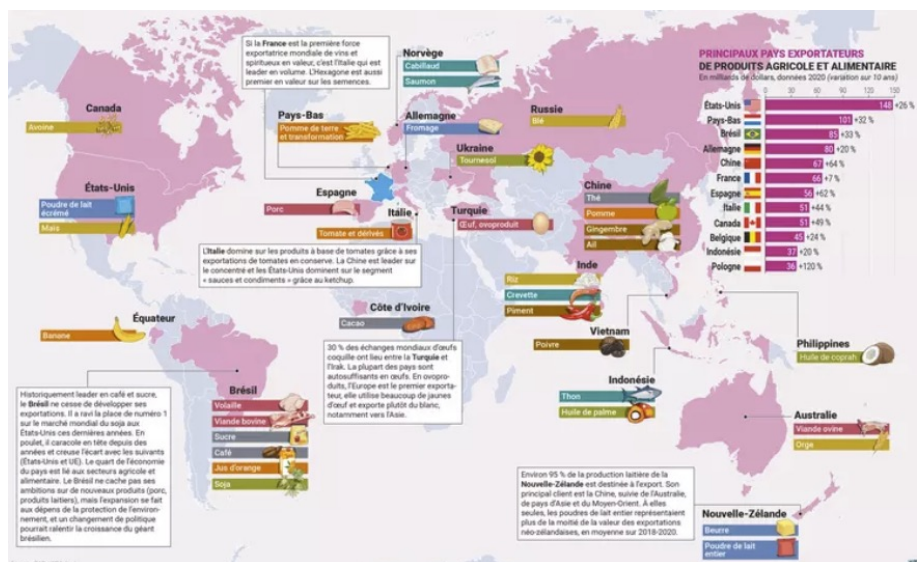 Si la France est la première force
exportatrice mondiale de vins et
spiritueux en valeur, c'est l'Italie qui est
leader en volume. L'Hexagone est aussi
premier en valeur sur les semences.
Norvège
Cabillaud
Saumon
PRINCIPAUX PAYS EXPORTATEURS
DE PRODUITS AGRICOLE ET ALIMENTAIRE
En milliards de dollars, données 2020 (variation sur 10 ans)
0 30 60 90 120 150
États-Unis 148 +26 %
Pays-Bas 101 +32 %
Brésil 85 +33 %
Allemagne 80 +20 %
Chine 67 +64 %
France 66 +7 %
Espagne 56 +62 %
Italie 51 +44 %
Canada 51 +49 %
Belgique 45 +24 %
Indonésie 37 +20 %
Pologne 36 +120 %
Canada
Avoine
Pays-Bas
Pomme de terre
et transformation
Allemagne
Fromage
Russie
Blé
Ukraine
Tournesol
États-Unis
Poudre de lait
écrémé
Maïs
Espagne
Porc
Italie
Tomate et dérivés
Turquie
Œuf, ovoproduit
Chine
Thé
Pomme
Gingembre
Ail
L'Italie domine sur les produits à base de tomates grâce à ses
exportations de tomates en conserve. La Chine est leader sur
le concentré et les États-Unis dominent sur le segment
« sauces et condiments » grâce au ketchup.
Inde
Riz
Crevette
Piment
Équateur
Banane
Côte d'Ivoire
Cacao
Vietnam
Poivre
Philippines
Huile de coprah
30 % des échanges mondiaux d'œufs
coquille ont lieu entre la Turquie et
l'Irak. La plupart des pays sont
autosuffisants en œufs. En ovopro-
duits, l'Europe est le premier exporta-
teur, elle utilise beaucoup de jaunes
d'œuf et exporte plutôt du blanc,
notamment vers l'Asie.
Indonésie
Thon
Huile de palme
Historiquement leader en café et sucre,
le Brésil ne cesse de développer ses
exportations. Il a ravi la place de numéro 1
sur le marché mondial du soja aux
États-Unis ces dernières années. En
poulet, il caracole en tête depuis des
années et creuse l'écart avec les suivants
(États-Unis et UE). Le quart de l'économie
du pays est lié aux secteurs agricole et
alimentaire. Le Brésil ne cache pas ses
ambitions sur de nouveaux produits (porc,
produits laitiers), mais l'expansion se fait
aux dépens de la protection de l'environ-
nement, et un changement de politique
pourrait ralentir la croissance du géant
brésilien.
Brésil
Volaille
Viande bovine
Sucre
Café
Jus d'orange
Soja
Australie
Viande ovine
Orge
Environ 95 % de la production laitière de la
Nouvelle-Zélande est destinée à l'export. Son
principal client est la Chine, suivie de l'Australie,
de pays d'Asie et du Moyen-Orient. À elles
seules, les poudres de lait entier représentaient
plus de la moitié de la valeur des exportations
néo-zélandaises, en moyenne sur 2018-2020.
Nouvelle-Zélande
Beurre
Poudre de lait
entier